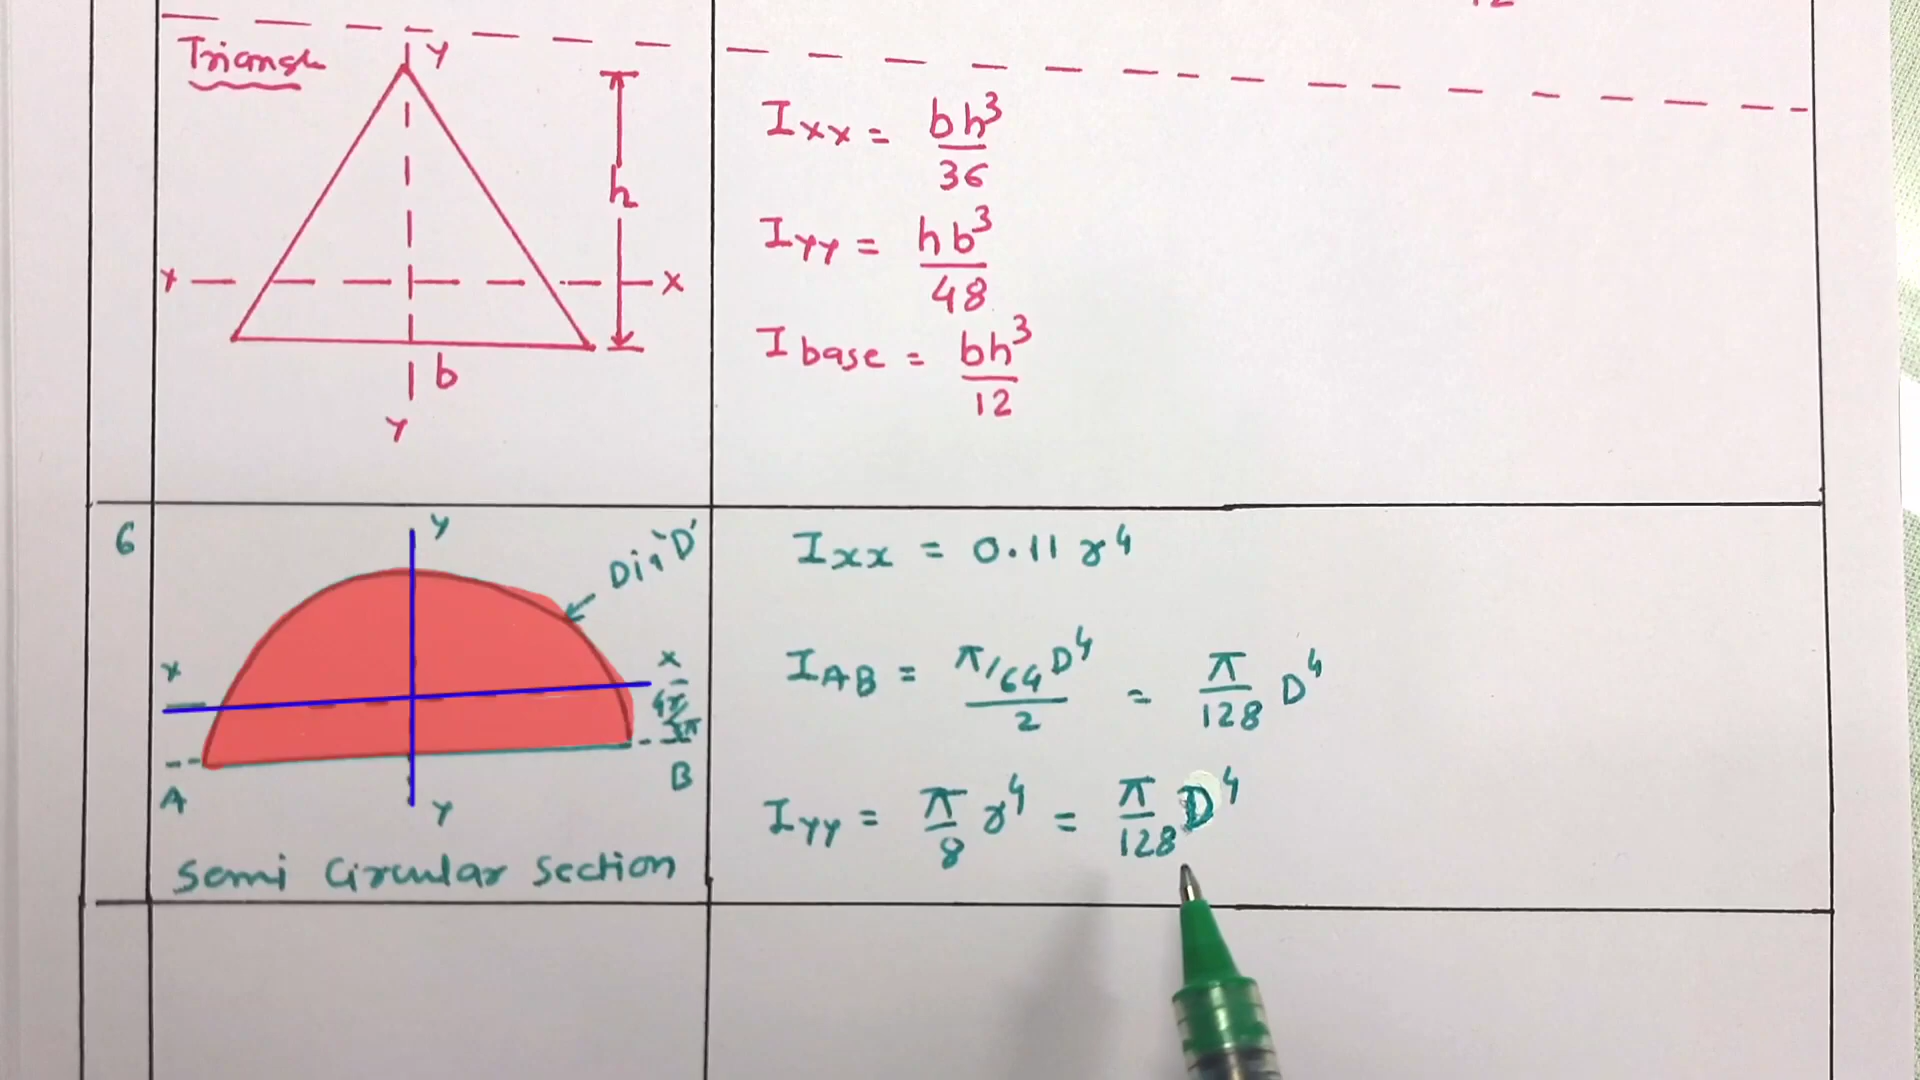 12
Triangle
Y
h
X X
b
Y
Ixx = bh³/36
Iyy = hb³/48
Ibase = bh³/12
6
Y
Dia 'D'
x x
4r/3π
A B
Y
Semi Circular Section
Ixx = 0.11 r⁴
IAB = π/64 D⁴/2 = π/128 D⁴
Iyy = π/8 r⁴ = π/128 D⁴